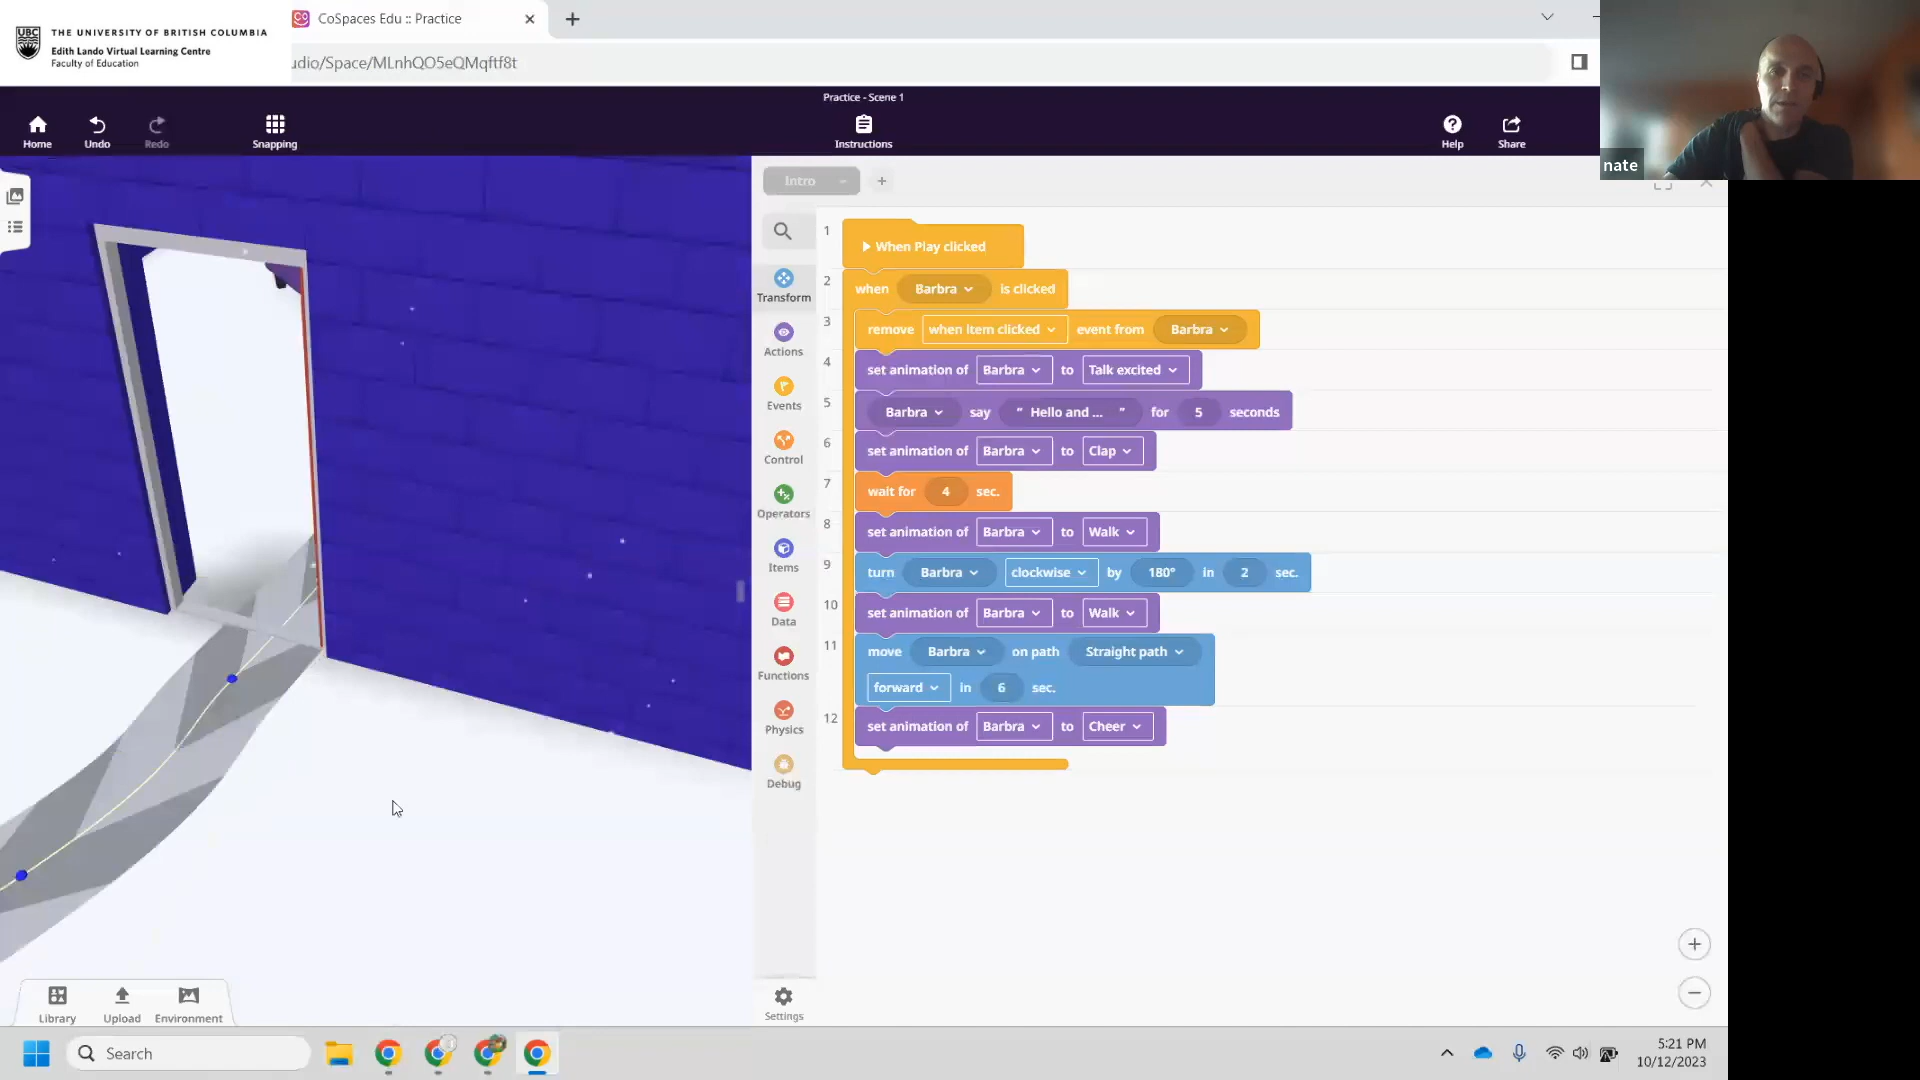 CoSpaces Edu :: Practice
UBC
THE UNIVERSITY OF BRITISH COLUMBIA
Edith Lando Virtual Learning Centre
Faculty of Education
udio/Space/MLnhQO5eQMqftf8t
Practice - Scene 1
Home
Undo
Redo
Snapping
Instructions
Help
Share
nate
Intro
Transform
Actions
Events
Control
Operators
Items
Data
Functions
Physics
Debug
Settings
1 When Play clicked
2 when Barbra is clicked
3 remove when item clicked event from Barbra
4 set animation of Barbra to Talk excited
5 Barbra say " Hello and ... " for 5 seconds
6 set animation of Barbra to Clap
7 wait for 4 sec.
8 set animation of Barbra to Walk
9 turn Barbra clockwise by 180° in 2 sec.
10 set animation of Barbra to Walk
11 move Barbra on path Straight path
forward in 6 sec.
12 set animation of Barbra to Cheer
Library
Upload
Environment
Search
5:21 PM
10/12/2023